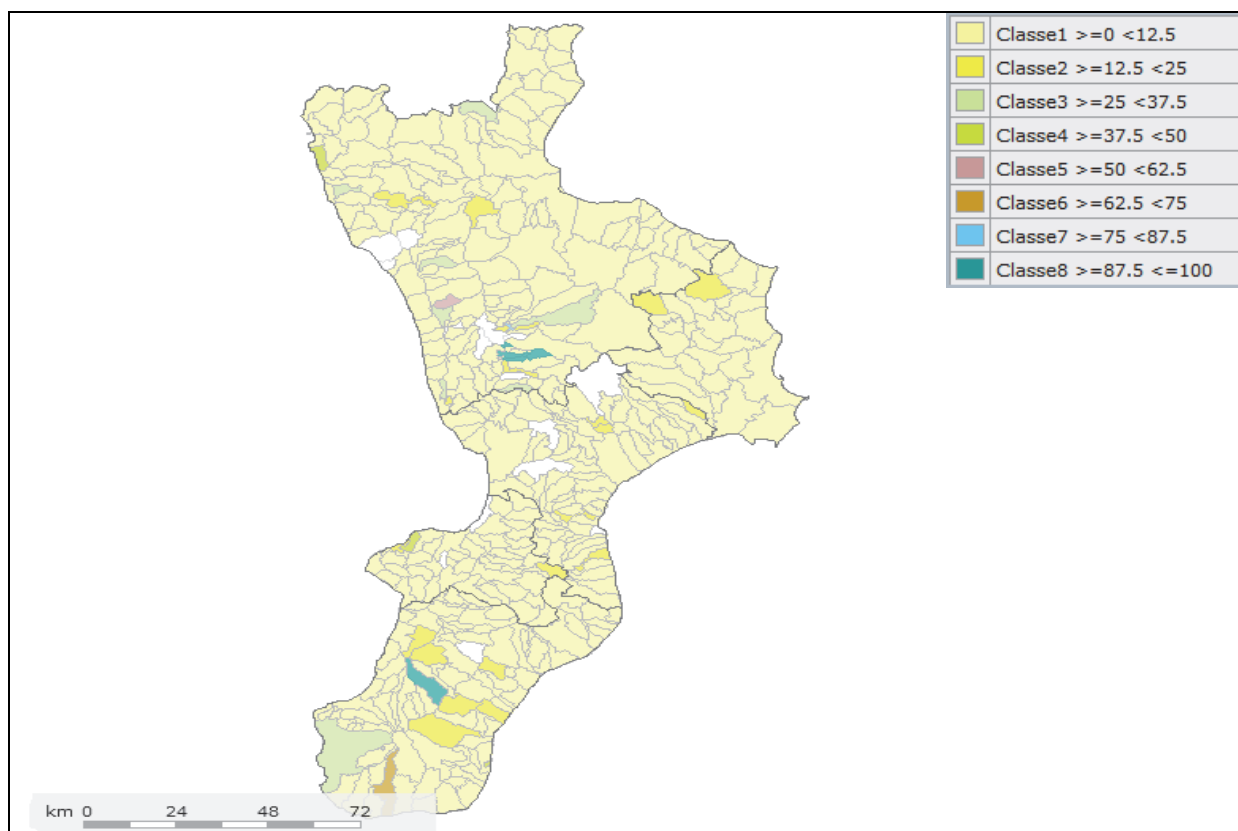 Classe1 >=0 <12.5
Classe2 >=12.5 <25
Classe3 >=25 <37.5
Classe4 >=37.5 <50
Classe5 >=50 <62.5
Classe6 >=62.5 <75
Classe7 >=75 <87.5
Classe8 >=87.5 <=100
km 0 24 48 72